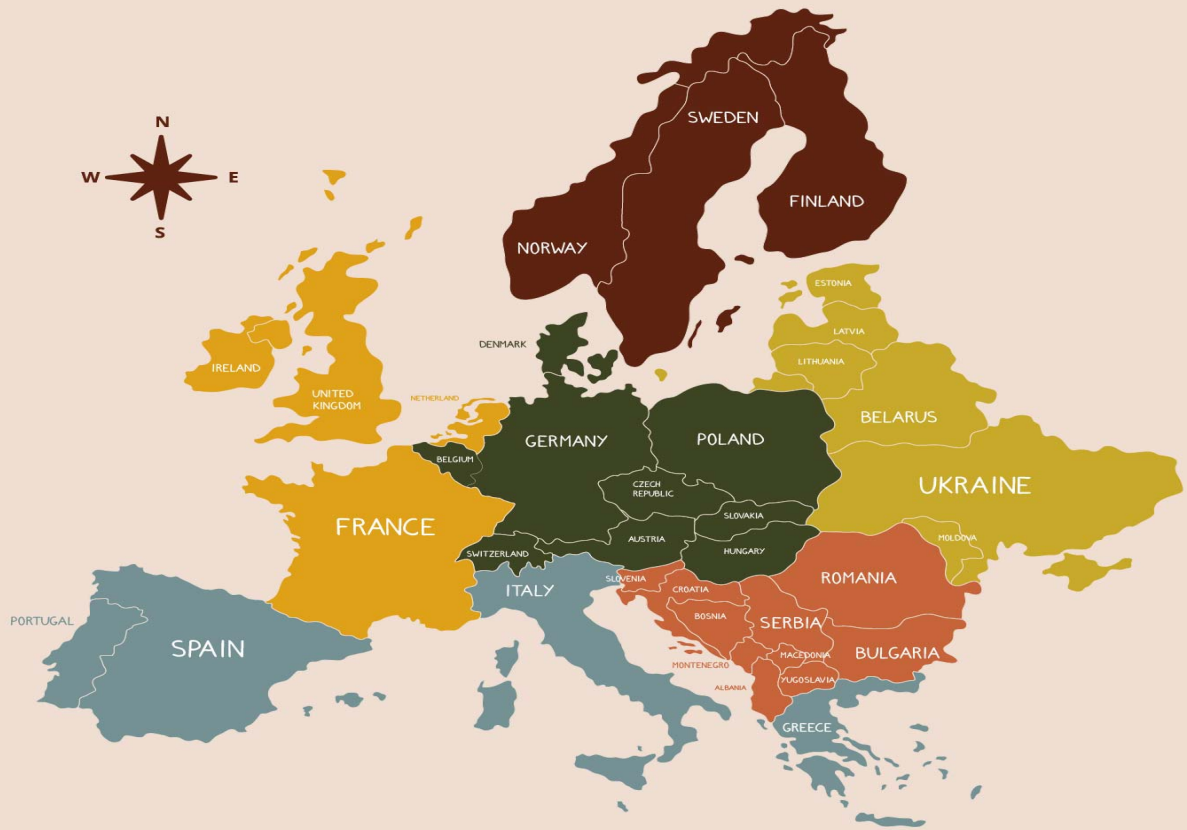 N
W
E
S
SWEDEN
FINLAND
NORWAY
ESTONIA
LATVIA
DENMARK
LITHUANIA
IRELAND
UNITED
KINGDOM
NETHERLAND
BELARUS
GERMANY
POLAND
BELGIUM
UKRAINE
CZECH
REPUBLIC
SLOVAKIA
FRANCE
AUSTRIA
MOLDOVA
SWITZERLAND
HUNGARY
ROMANIA
SLOVENIA
ITALY
CROATIA
BOSNIA
PORTUGAL
SERBIA
SPAIN
BULGARIA
MACEDONIA
MONTENEGRO
YUGOSLAVIA
ALBANIA
GREECE